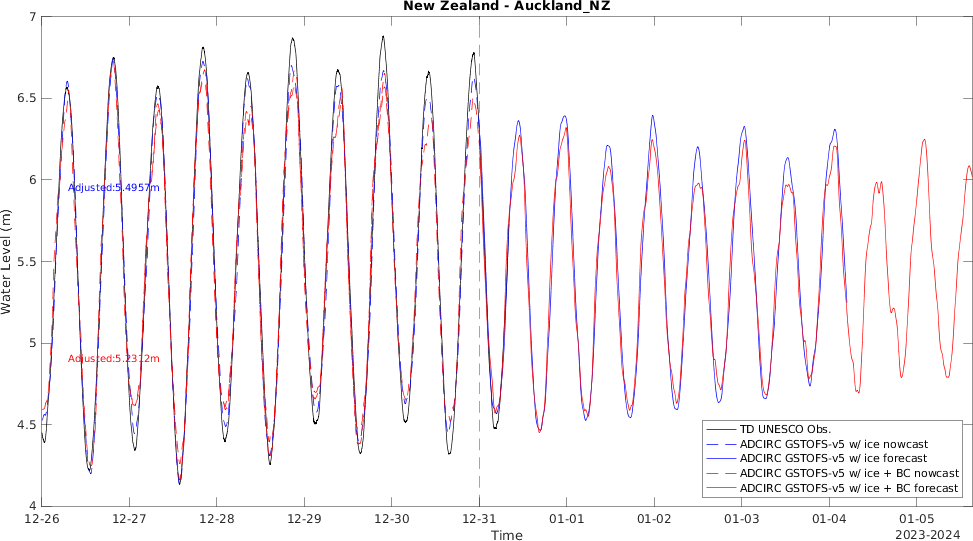 New Zealand - Auckland_NZ
7
6.5
6
5.5
5
4.5
4
Water Level (m)
Adjusted:5.4957m
Adjusted:5.2312m
TD UNESCO Obs.
ADCIRC GSTOFS-v5 w/ ice nowcast
ADCIRC GSTOFS-v5 w/ ice forecast
ADCIRC GSTOFS-v5 w/ ice + BC nowcast
ADCIRC GSTOFS-v5 w/ ice + BC forecast
12-26 12-27 12-28 12-29 12-30 12-31 01-01 01-02 01-03 01-04 01-05
Time
2023-2024